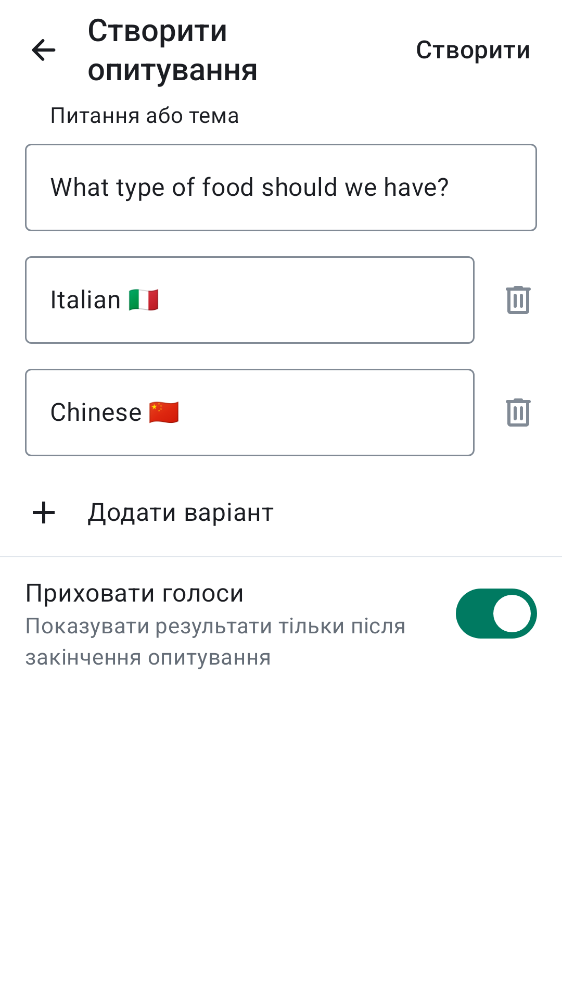 Створити
опитування
Створити
Питання або тема
What type of food should we have?
Italian 🇮🇹
Chinese 🇨🇳
Додати варіант
Приховати голоси
Показувати результати тільки після
закінчення опитування